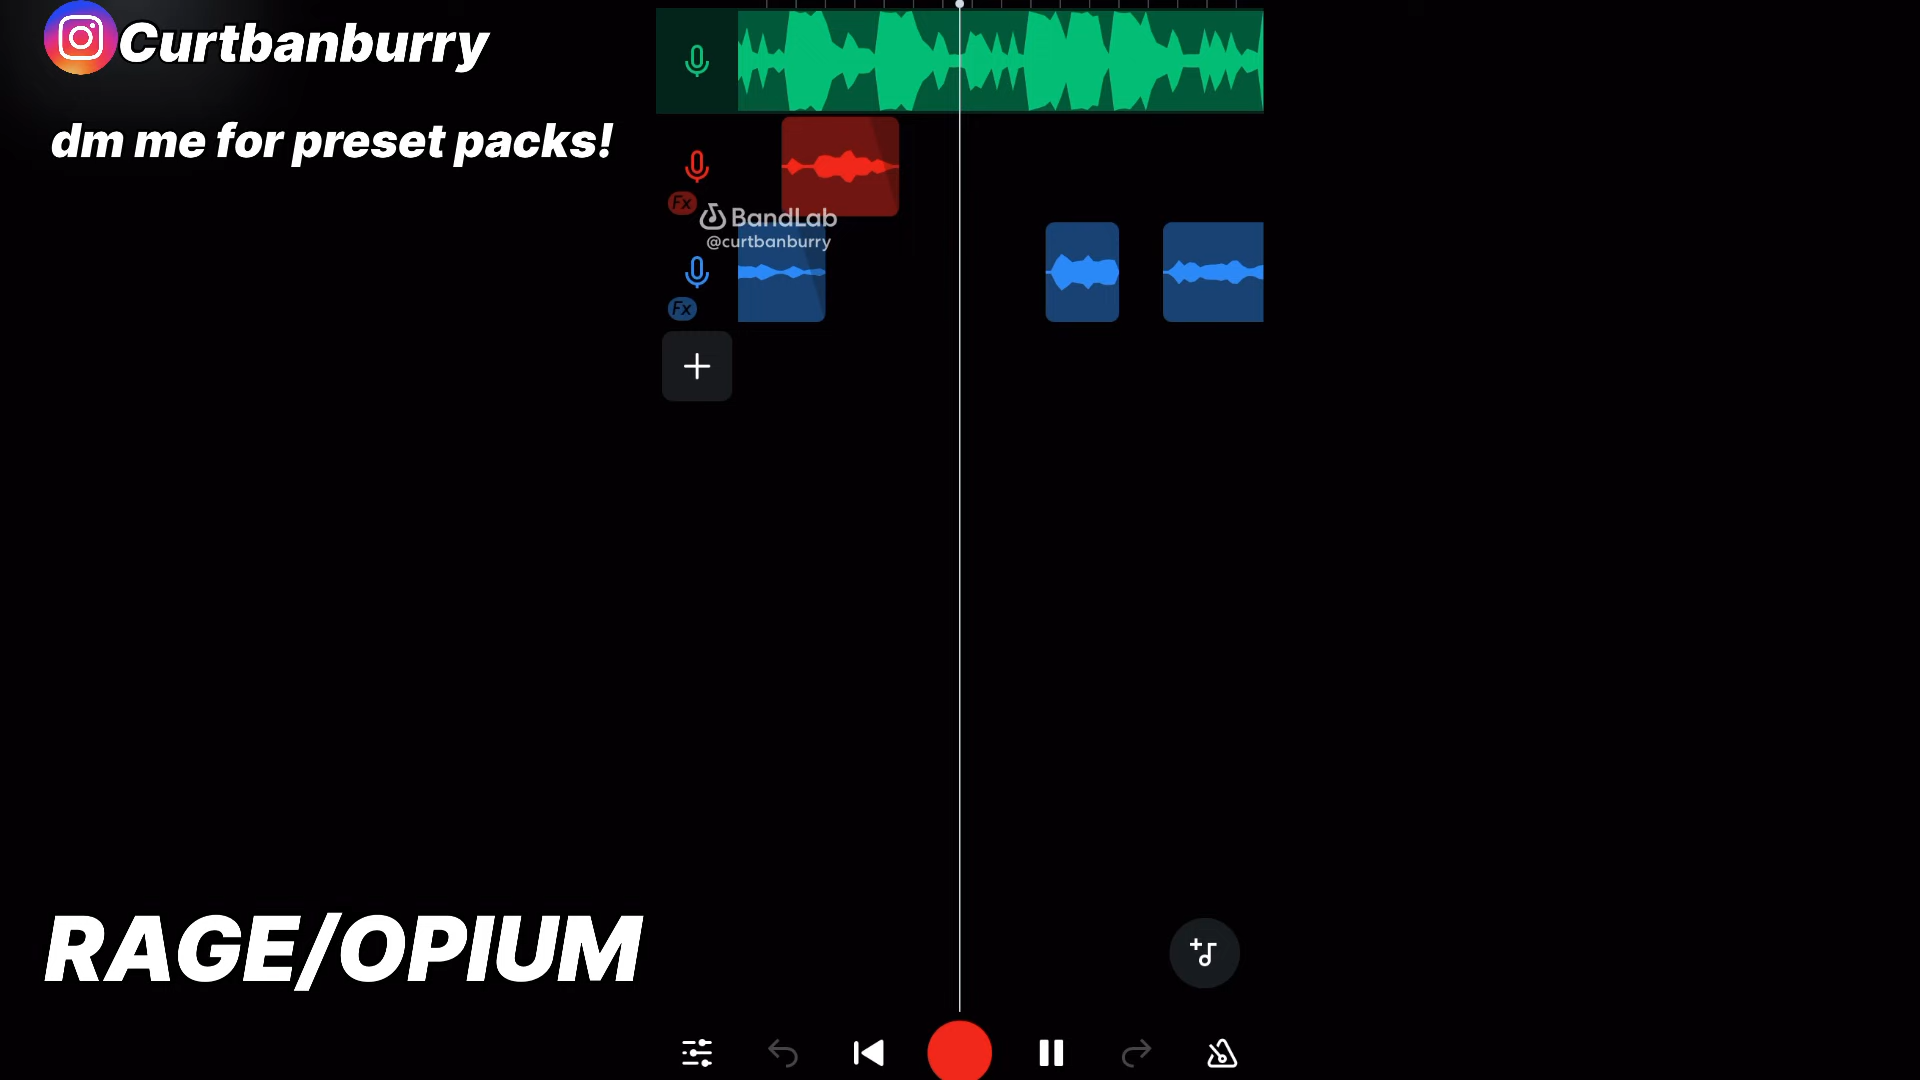 Curtbanburry
dm me for preset packs!
Fx
BandLab
@curtbanburry
Fx
RAGE/OPIUM